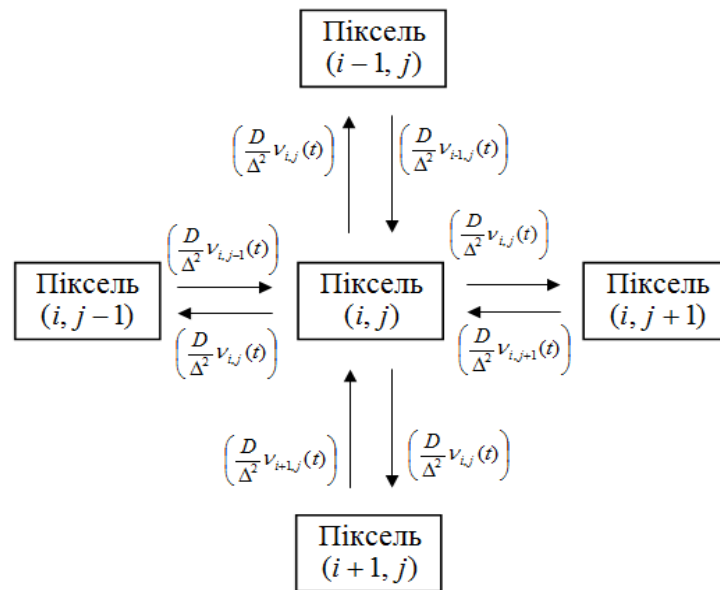 Піксель
(i − 1, j)
(D/Δ² ν_{i,j}(t))
(D/Δ² ν_{i-1,j}(t))
(D/Δ² ν_{i,j−1}(t))
(D/Δ² ν_{i,j}(t))
Піксель
(i, j − 1)
Піксель
(i, j)
Піксель
(i, j + 1)
(D/Δ² ν_{i,j}(t))
(D/Δ² ν_{i,j+1}(t))
(D/Δ² ν_{i+1,j}(t))
(D/Δ² ν_{i,j}(t))
Піксель
(i + 1, j)